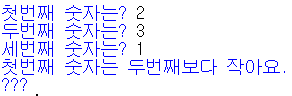 첫번째 숫자는? 2
두번째 숫자는? 3
세번째 숫자는? 1
첫번째 숫자는 두번째보다 작아요.
???